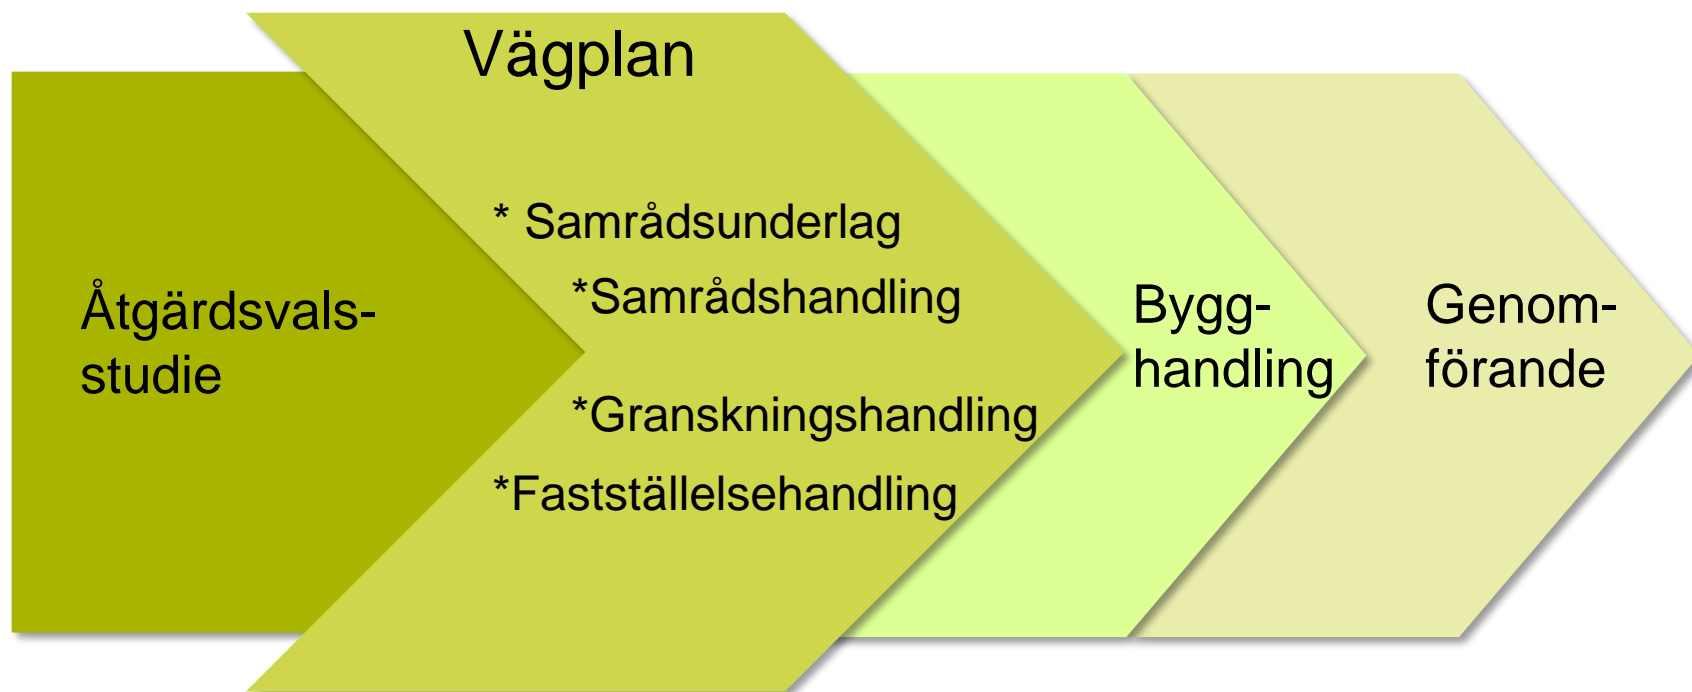 Vägplan
Åtgärdsvals-
studie
* Samrådsunderlag
*Samrådshandling
*Granskningshandling
*Fastställelsehandling
Bygg-
handling
Genom-
förande